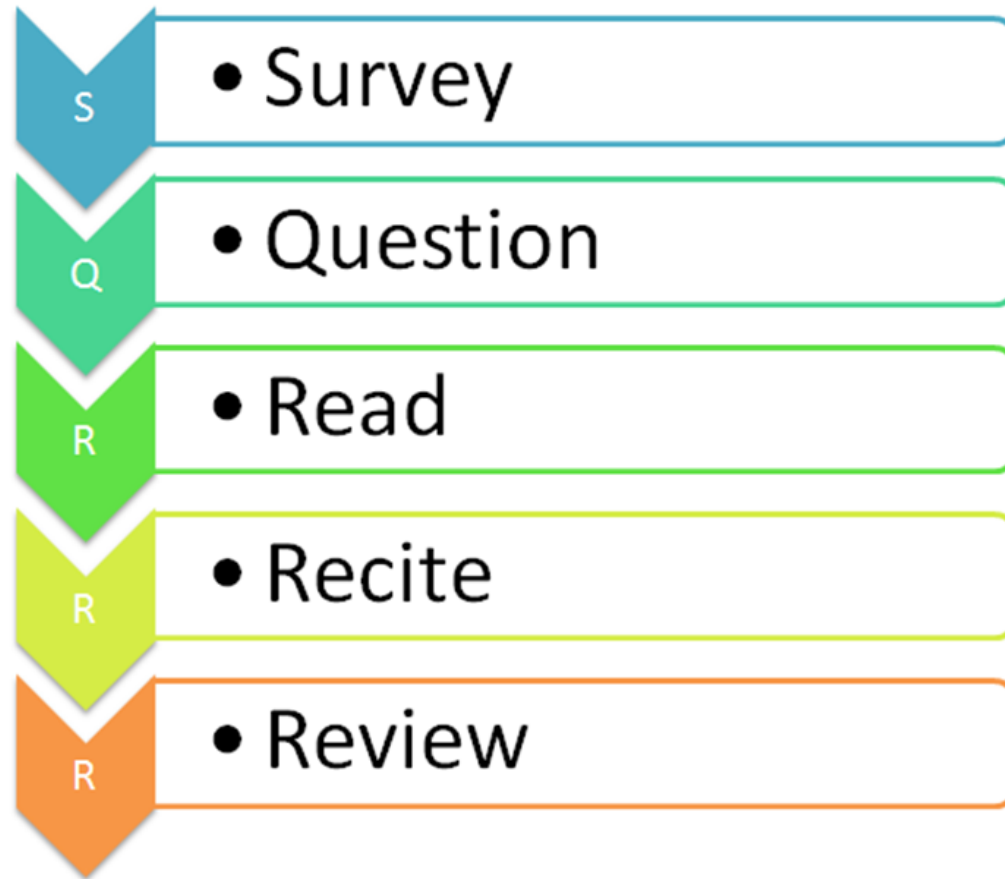 S
• Survey
Q
• Question
R
• Read
R
• Recite
R
• Review